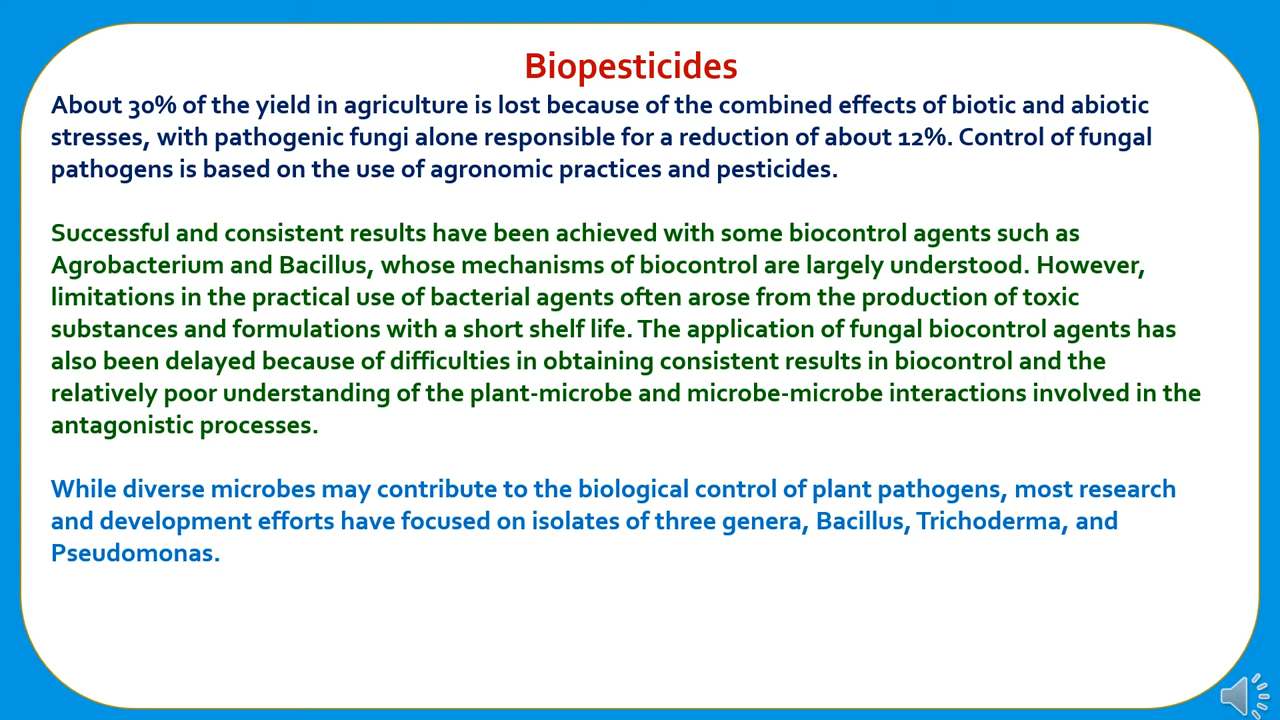 Biopesticides
About 30% of the yield in agriculture is lost because of the combined effects of biotic and abiotic
stresses, with pathogenic fungi alone responsible for a reduction of about 12%. Control of fungal
pathogens is based on the use of agronomic practices and pesticides.
Successful and consistent results have been achieved with some biocontrol agents such as
Agrobacterium and Bacillus, whose mechanisms of biocontrol are largely understood. However,
limitations in the practical use of bacterial agents often arose from the production of toxic
substances and formulations with a short shelf life. The application of fungal biocontrol agents has
also been delayed because of difficulties in obtaining consistent results in biocontrol and the
relatively poor understanding of the plant-microbe and microbe-microbe interactions involved in the
antagonistic processes.
While diverse microbes may contribute to the biological control of plant pathogens, most research
and development efforts have focused on isolates of three genera, Bacillus, Trichoderma, and
Pseudomonas.